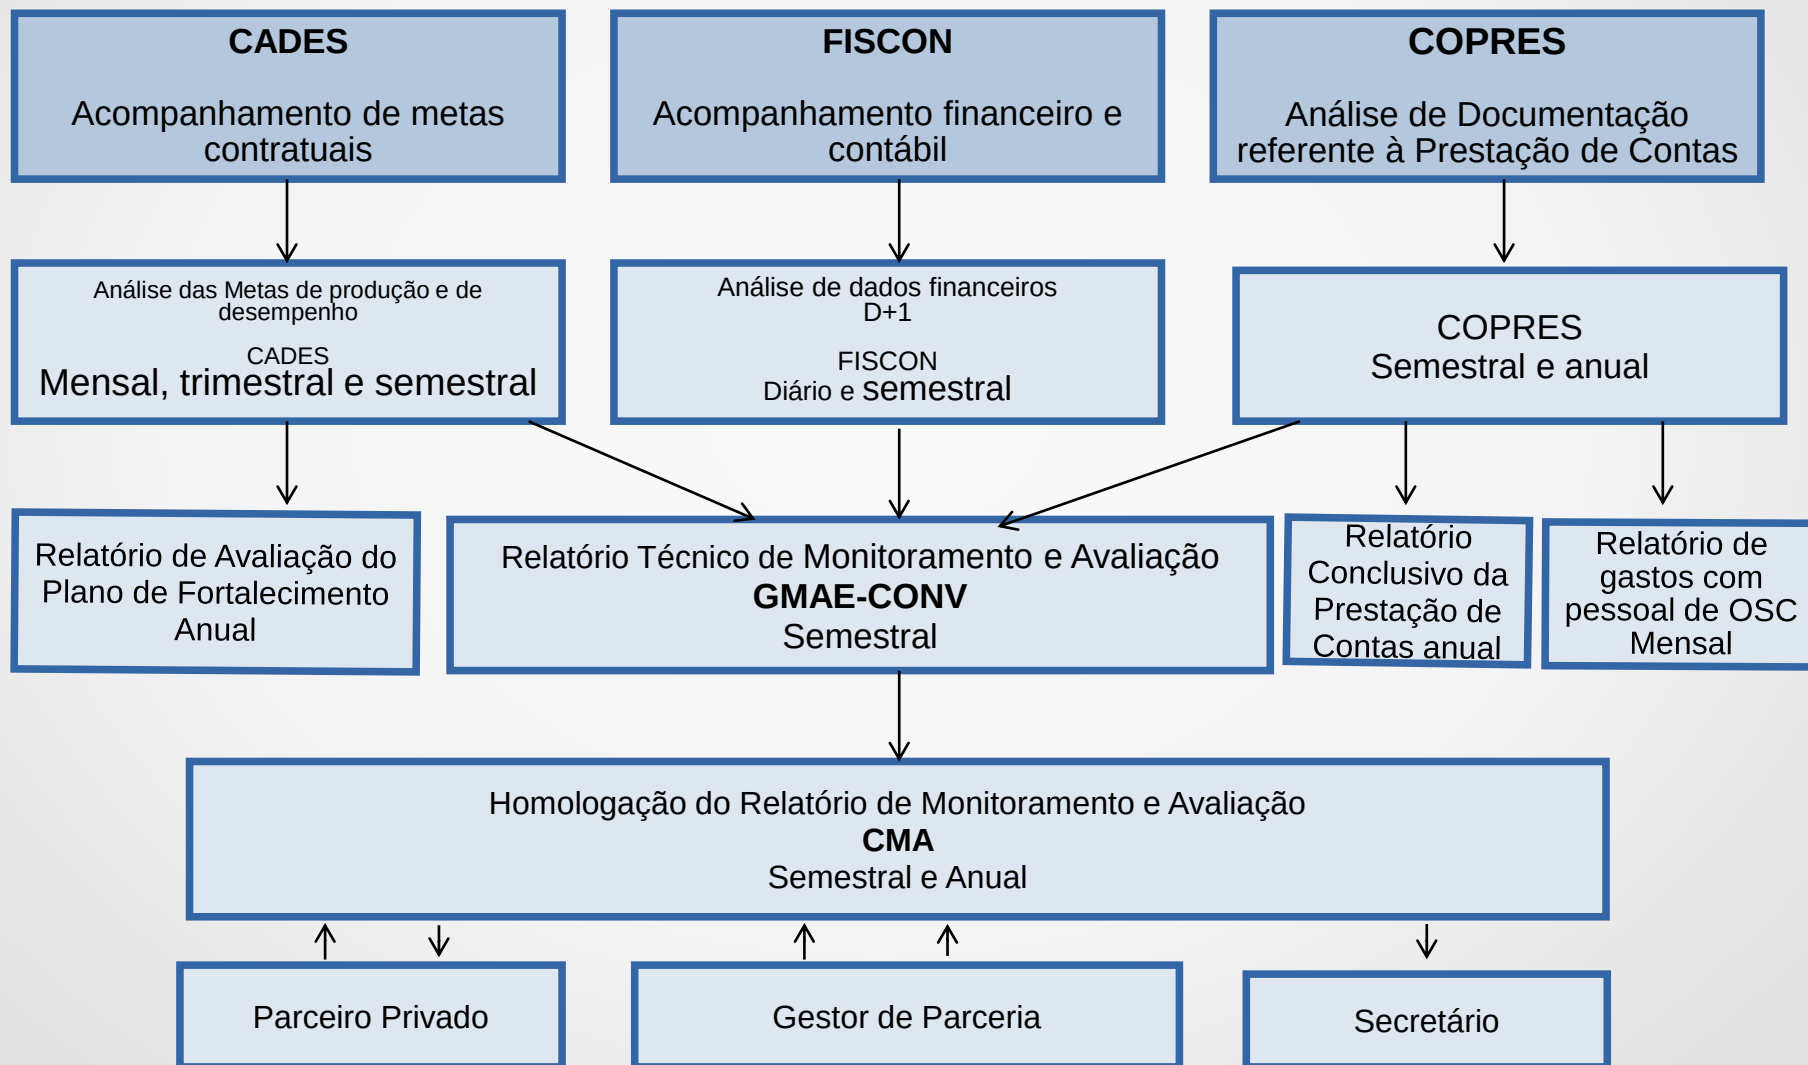 CADES
Acompanhamento de metas
contratuais
FISCON
Acompanhamento financeiro e
contábil
COPRES
Análise de Documentação
referente à Prestação de Contas
Análise das Metas de produção e de
desempenho
CADES
Mensal, trimestral e semestral
Análise de dados financeiros
D+1
FISCON
Diário e semestral
COPRES
Semestral e anual
Relatório de Avaliação do
Plano de Fortalecimento
Anual
Relatório Técnico de Monitoramento e Avaliação
GMAE-CONV
Semestral
Relatório
Conclusivo da
Prestação de
Contas anual
Relatório de
gastos com
pessoal de OSC
Mensal
Homologação do Relatório de Monitoramento e Avaliação
CMA
Semestral e Anual
Parceiro Privado
Gestor de Parceria
Secretário